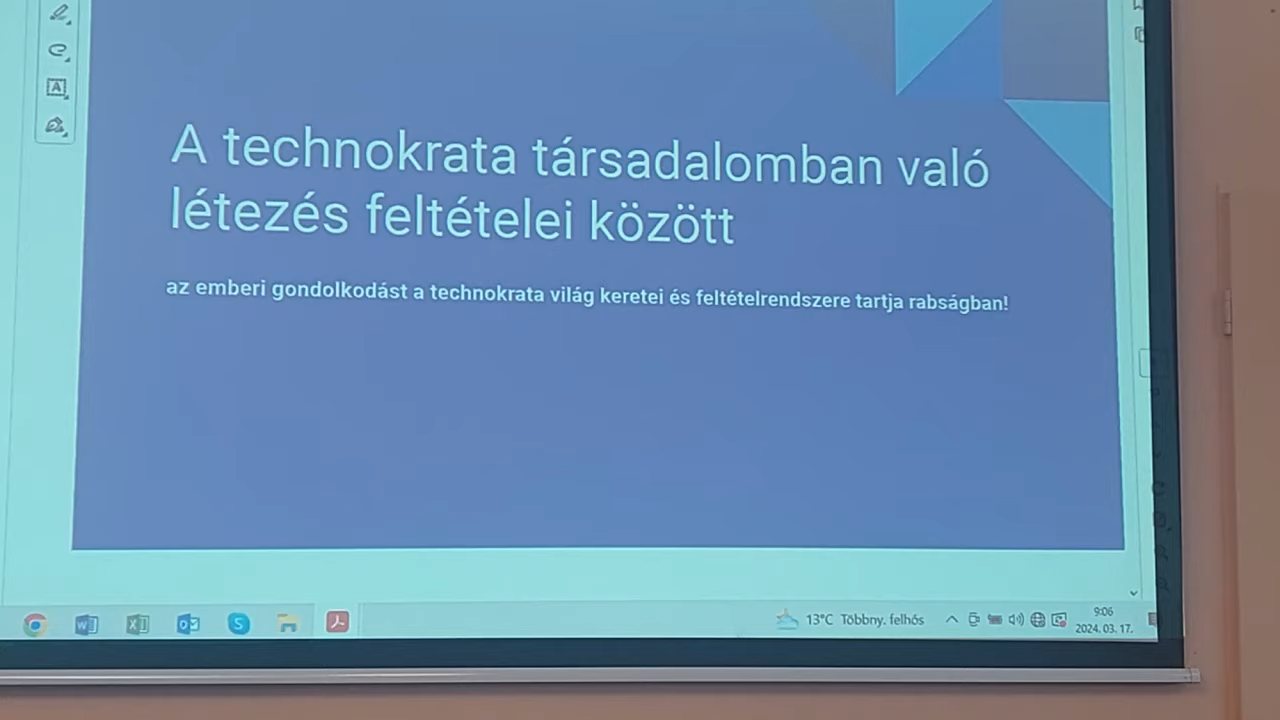 A technokrata társadalomban való
létezés feltételei között
az emberi gondolkodást a technokrata világ keretei és feltételrendszere tartja rabságban!
13°C Többny. felhős
9:06
2024. 03. 17.